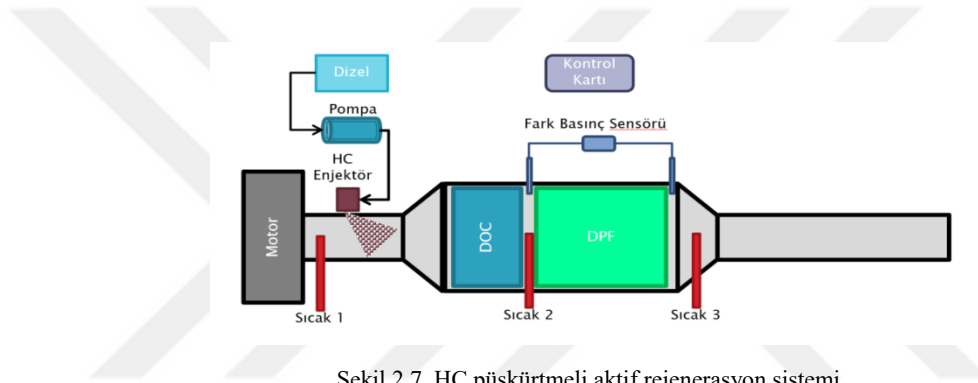 Dizel
Kontrol
Kartı
Pompa
Fark Basınç Sensörü
HC
Enjektör
Motor
DOC
DPF
Sıcak 1
Sıcak 2
Sıcak 3
Şekil 2.7. HC püskürtmeli aktif rejenerasyon sistemi